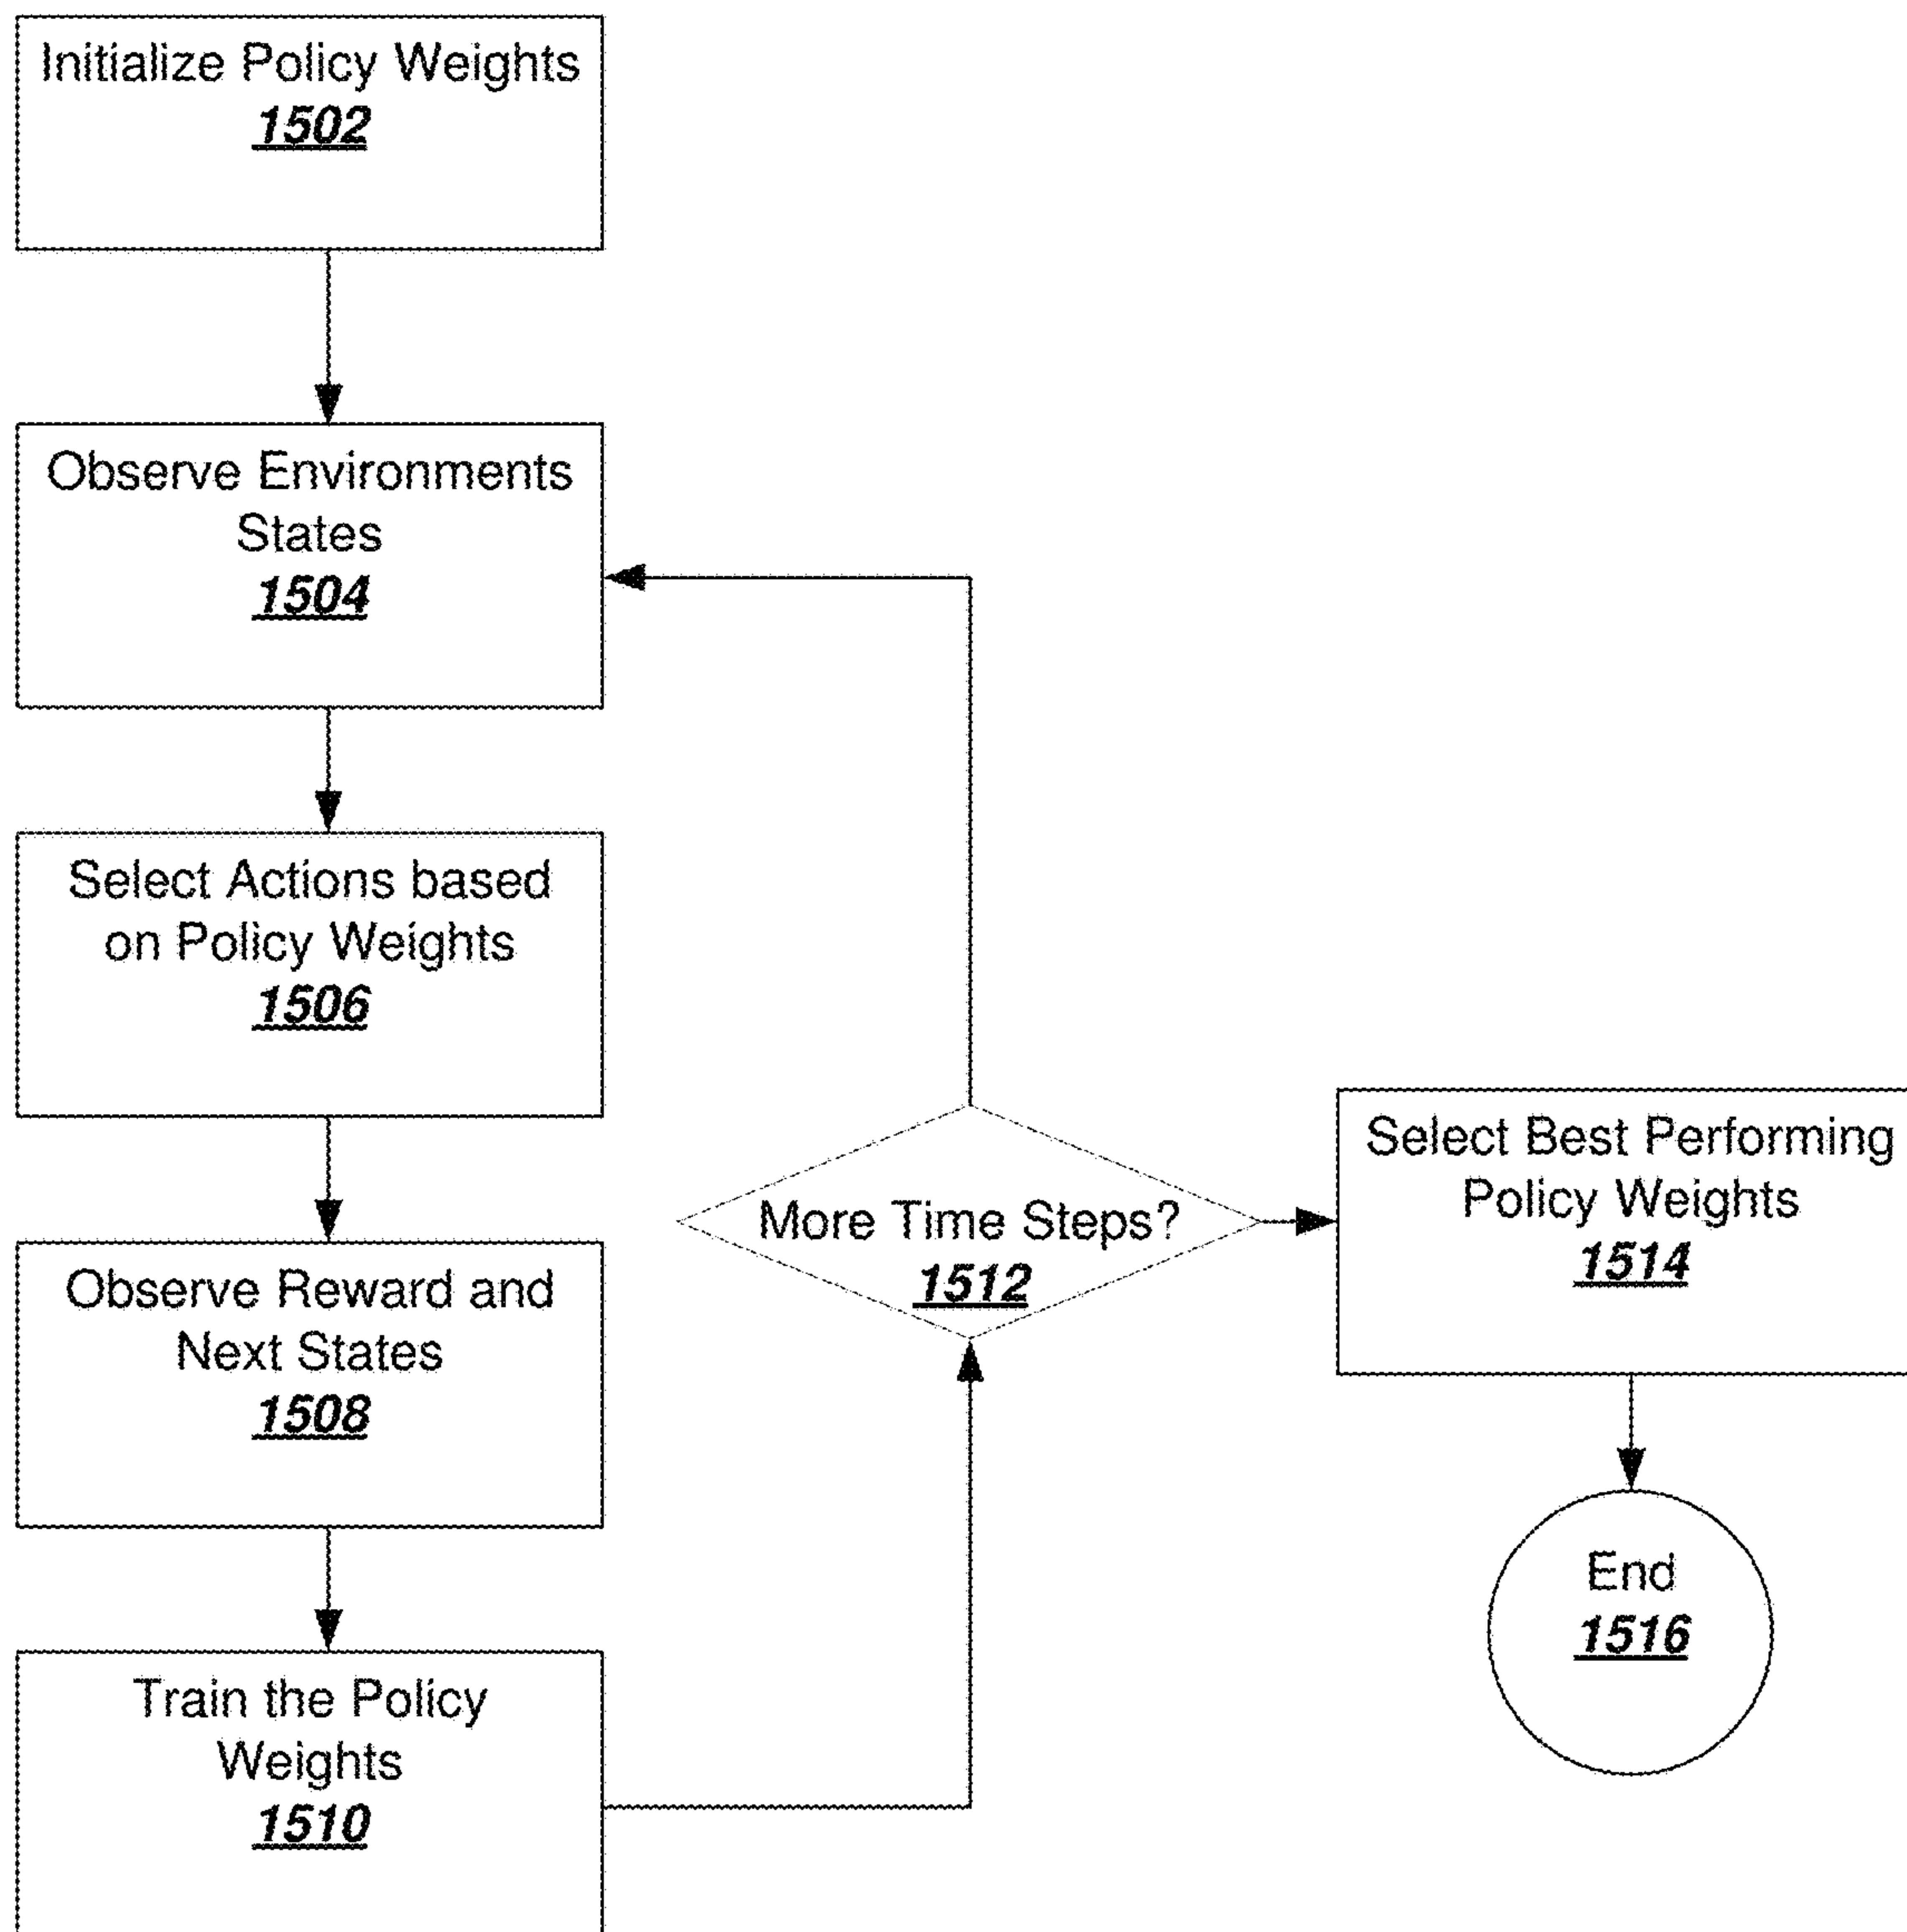 Initialize Policy Weights
1502
Observe Environments
States
1504
Select Actions based
on Policy Weights
1506
Observe Reward and
Next States
1508
Train the Policy
Weights
1510
More Time Steps?
1512
Select Best Performing
Policy Weights
1514
End
1516